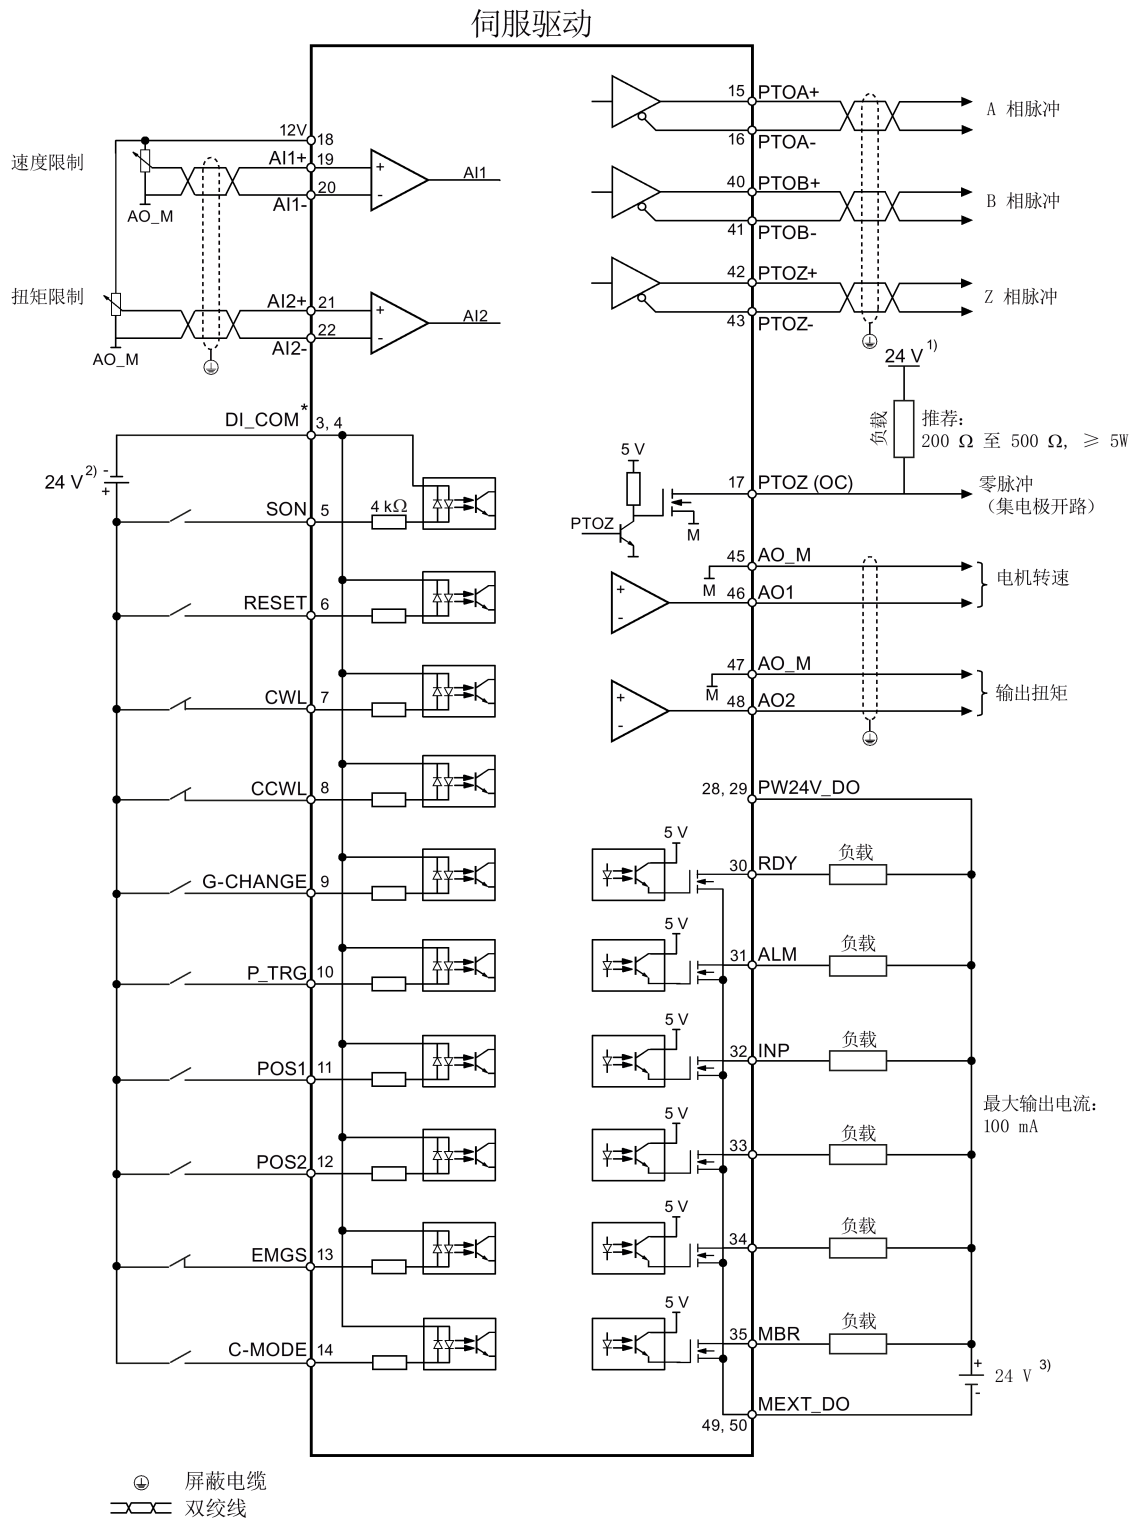 伺服驱动
12V
18
速度限制
AI1+
19
20
AI1-
AO_M
+
-
AI1
扭矩限制
AI2+
21
22
AI2-
AO_M
+
-
AI2
DI_COM*
3, 4
24 V2)
-
+
SON
5
4 kΩ
RESET
6
CWL
7
CCWL
8
G-CHANGE
9
P_TRG
10
POS1
11
POS2
12
EMGS
13
C-MODE
14
15
PTOA+
16
PTOA-
A 相脉冲
40
PTOB+
41
PTOB-
B 相脉冲
42
PTOZ+
43
PTOZ-
Z 相脉冲
24 V 1)
负载
推荐:
200 Ω 至 500 Ω, ≥ 5W
5 V
17
PTOZ (OC)
零脉冲
(集电极开路)
PTOZ
M
45
AO_M
M
46
AO1
+
-
电机转速
47
AO_M
M
48
AO2
+
-
输出扭矩
28, 29
PW24V_DO
5 V
30
RDY
负载
5 V
31
ALM
负载
5 V
32
INP
负载
最大输出电流:
100 mA
5 V
33
负载
5 V
34
负载
5 V
35
MBR
负载
+
24 V 3)
-
MEXT_DO
49, 50
屏蔽电缆
双绞线